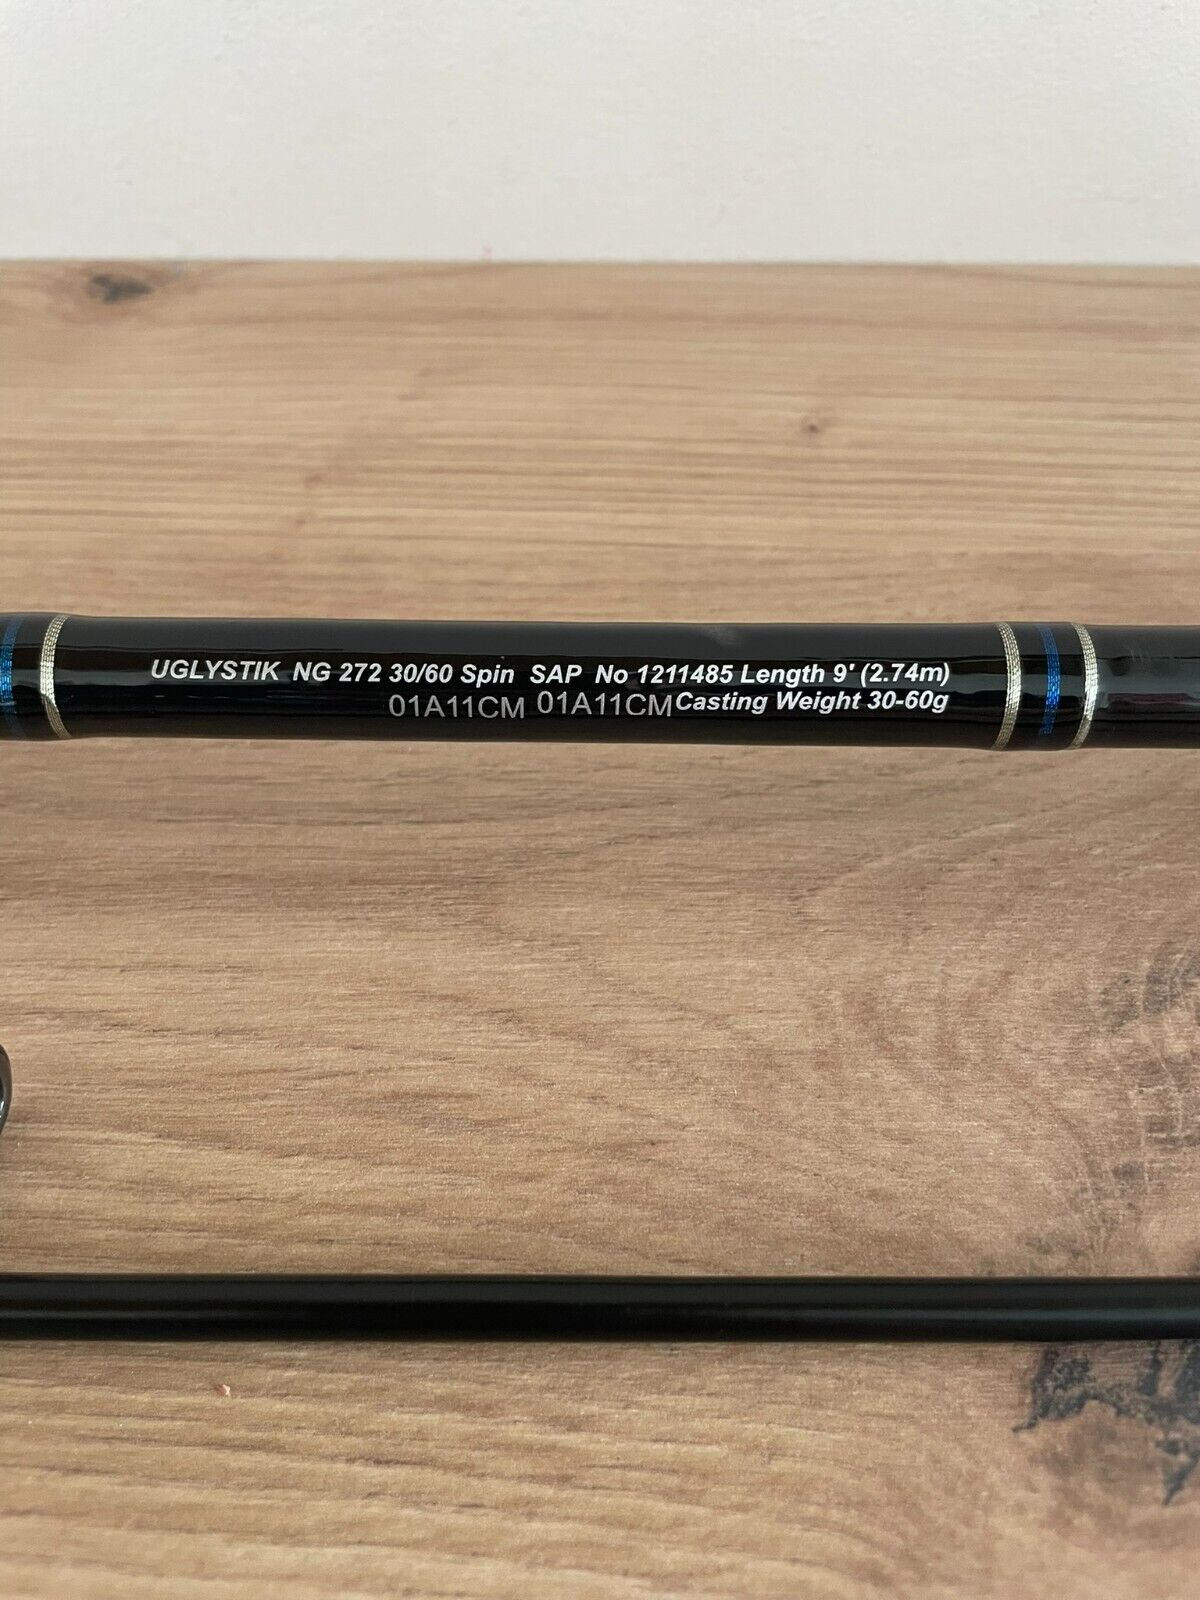 UGLYSTIK NG 272 30/60 Spin SAP No 1211485 Length 9' (2.74m)
01A11CM 01A11CM Casting Weight 30-60g